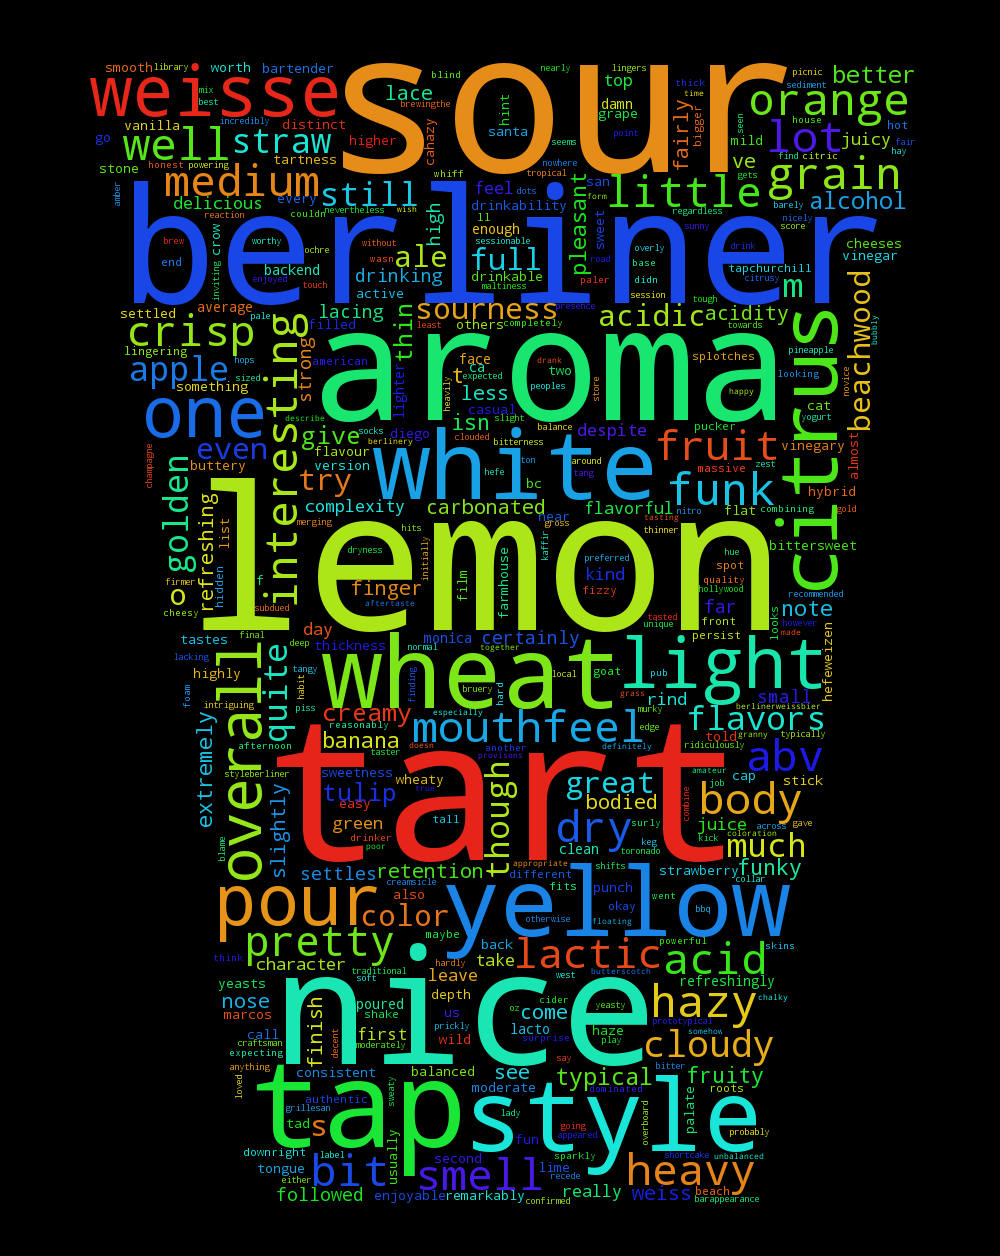 smooth library worth bartender
weisse
sour
blind
lace
nearly lingers
top
thick
picnic
better
mix
best
brewingthe
damn
time
sediment
orange
go
incredibly
vanilla
powering
distinct
hint
grape
house
santa
point
fairly
bigger
seen
hot
well
straw
higher
cahazy
seems
mild
lot
juicy
fair
stone
honest
tartness
whiff
nowhere
tropical
ve
find citric
hay
grain
medium
still
every
feel dots
san
form
gets
little
barely
alcohol
amber
delicious
reaction
couldn
nevertheless
wish
drinkability
ll
enough
pleasant
sweet
regardless
sunny
nicely
score
berliner
brew
worthy
ochre
without
high
sessionable
overly
drink
cheeses
vinegar
end
inviting
crow
backend
wasn
ale
full
road
base
didn
citrusy
tapchurchill
enjoyed
touch
drinking
drinkable
maltiness
paler
session
m
beachwood
settled
average
pale
lacing
active
sourness
presence
tough
acidic
acidity
crisp
filled
thin
least
others
completely
towards
citrus
bubbly
lingering
hops
interesting
strong
american
lighter
face
ca
expected
drank
two
splotches
pineapple
looking
apple
something
sized
t
less
peoples
store
happy
novice
aroma
one
describe
socks
heavily
casual
slight
balance
cat
yogurt
give
diego
isn
despite
pucker
vinegary
almost
even
flavour
berlinery
clouded
bitterness
around
fruit
champagne
buttery
version
white
hefe
ton
tang
massive
zest
hybrid
golden
refreshing
list
try
complexity
carbonated
bc
flavorful
nitro
funk
flat
combining
gold
merging
near
tasting
thinner
bittersweet
hits
initially
gross
kaffir
hue
lemon
dryness
film
farmhouse
preferred
spot
firmer
hidden
f
finger
kind
quality
hollywood
recommended
cheesy
o
aftertaste
fizzy
far
front
note
subdued
day
tasted
unique
persist
looks
however
made
tastes
final
deep
thickness
monica
certainly
together
hefeweizen
lacking
quite
wheat
normal
goat
pub
light
highly
tangy
finding
bruery
hard
local
grass
rind
small
foam
intriguing
habit
piss
creamy
especially
murky
berlinerweissbier
overall
reasonably
mouthfeel
edge
flavors
granny
typically
extremely
afternoon
banana
taster
doesn
another
provisons
definitely
told
ridiculously
abv
styleberliner
sweetness
wheaty
true
great
amateur
job
cap
stick
tart
tulip
easy
bodied
combine
body
slightly
green
drinker
poor
tall
though
dry
surly
juice
kick
coloration
across
gave
blame
clean
keg
toronado
much
settles
retention
appropriate
different
shifts
strawberry
funky
creamsicle
fits
punch
collar
pour
color
also
yellow
okay
went
bbq
otherwise
floating
pretty
maybe
back
powerful
skins
think
character
hardly
take
lactic
acid
traditional
soft
leave
west
butterscotch
refreshingly
yeasts
nose
poured
depth
cider
chalky
nice
marcos
shake
us
oz
come
yeasty
hazy
call
finish
first
prickly
lacto
haze
prototypical
craftsman
decent
wild
surprise
play
somehow
expecting
moderately
say
cloudy
anything
consistent
balanced
see
typical
bitter
fruity
loved
tap
sweaty
moderate
dominated
roots
authentic
style
grillesan
lady
overboard
palate
tad
s
going
appeared
probably
usually
fun
downright
label
second
sparkly
shortcake
unbalanced
tongue
bit
smell
lime
recede
heavy
either
followed
enjoyable
remarkably
confirmed
really
weiss
beach
barappearance